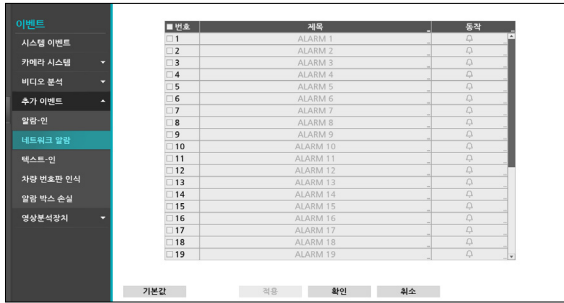 이벤트
시스템 이벤트
카메라 시스템
비디오 분석
추가 이벤트
알람-인
네트워크 알람
텍스트-인
차량 번호판 인식
알람 박스 손실
영상분석장치
번호 제목 동작
1 ALARM 1
2 ALARM 2
3 ALARM 3
4 ALARM 4
5 ALARM 5
6 ALARM 6
7 ALARM 7
8 ALARM 8
9 ALARM 9
10 ALARM 10
11 ALARM 11
12 ALARM 12
13 ALARM 13
14 ALARM 14
15 ALARM 15
16 ALARM 16
17 ALARM 17
18 ALARM 18
19 ALARM 19
기본값 적용 확인 취소